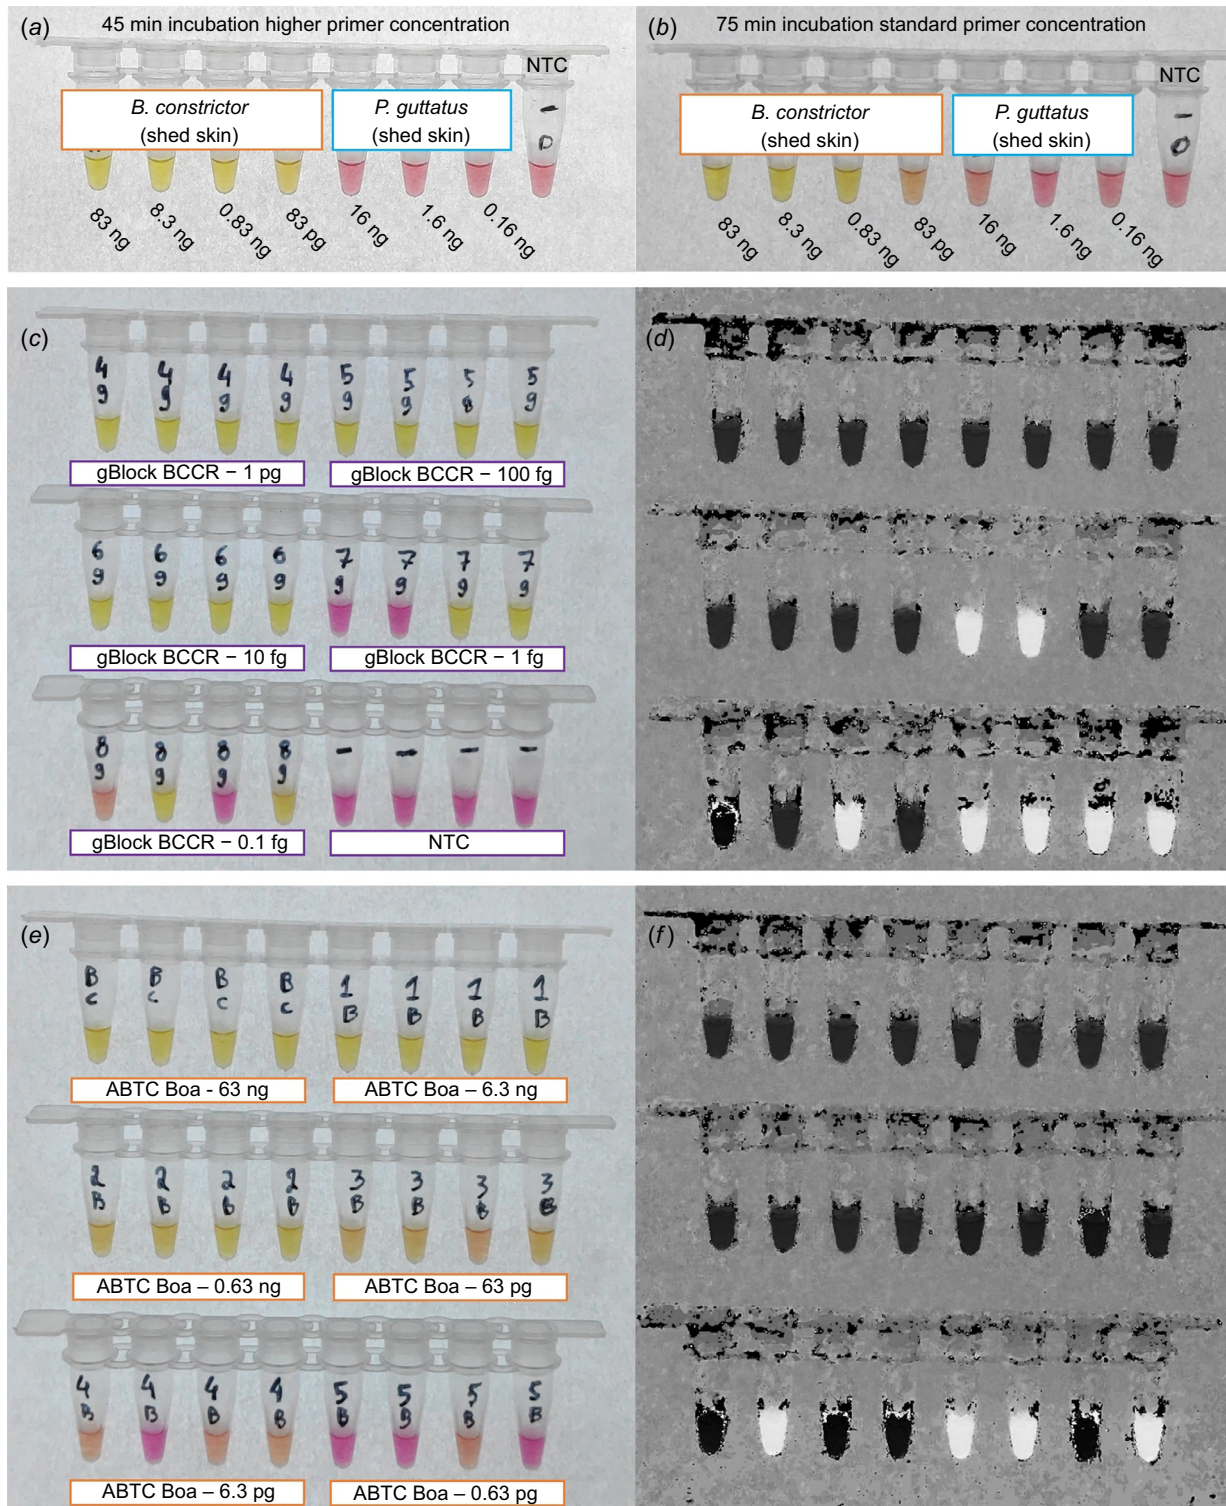 (a) 45 min incubation higher primer concentration
NTC
B. constrictor
(shed skin)
P. guttatus
(shed skin)
-
0
83 ng 8.3 ng 0.83 ng 83 pg 16 ng 1.6 ng 0.16 ng
(b) 75 min incubation standard primer concentration
NTC
B. constrictor
(shed skin)
P. guttatus
(shed skin)
-
0
83 ng 8.3 ng 0.83 ng 83 pg 16 ng 1.6 ng 0.16 ng
(c)
4 4 4 4 5 5 5 5
9 9 9 9 9 9 8 9
gBlock BCCR – 1 pg gBlock BCCR – 100 fg
6 6 6 6 7 7 7 7
9 9 9 9 9 9 9 9
gBlock BCCR – 10 fg gBlock BCCR – 1 fg
8 8 8 8 - - - -
9 9 9 9
gBlock BCCR – 0.1 fg NTC
(d)
(e)
B B B B 1 1 1 1
C C C C B B B B
ABTC Boa - 63 ng ABTC Boa – 6.3 ng
2 2 2 2 3 3 3 3
B B B B B B B B
ABTC Boa – 0.63 ng ABTC Boa – 63 pg
4 4 4 4 5 5 5 5
B B B B B B B B
ABTC Boa – 6.3 pg ABTC Boa – 0.63 pg
(f)